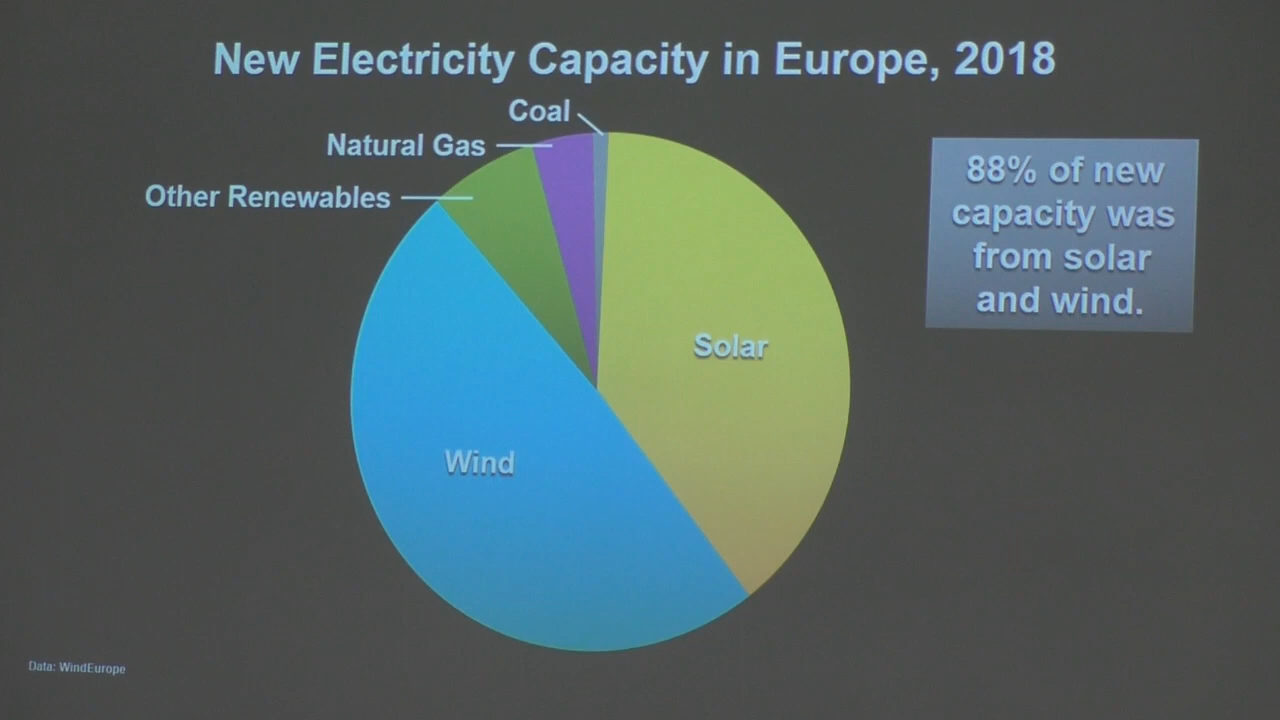 New Electricity Capacity in Europe, 2018
Coal
Natural Gas
Other Renewables
88% of new
capacity was
from solar
and wind.
Solar
Wind
Data: WindEurope